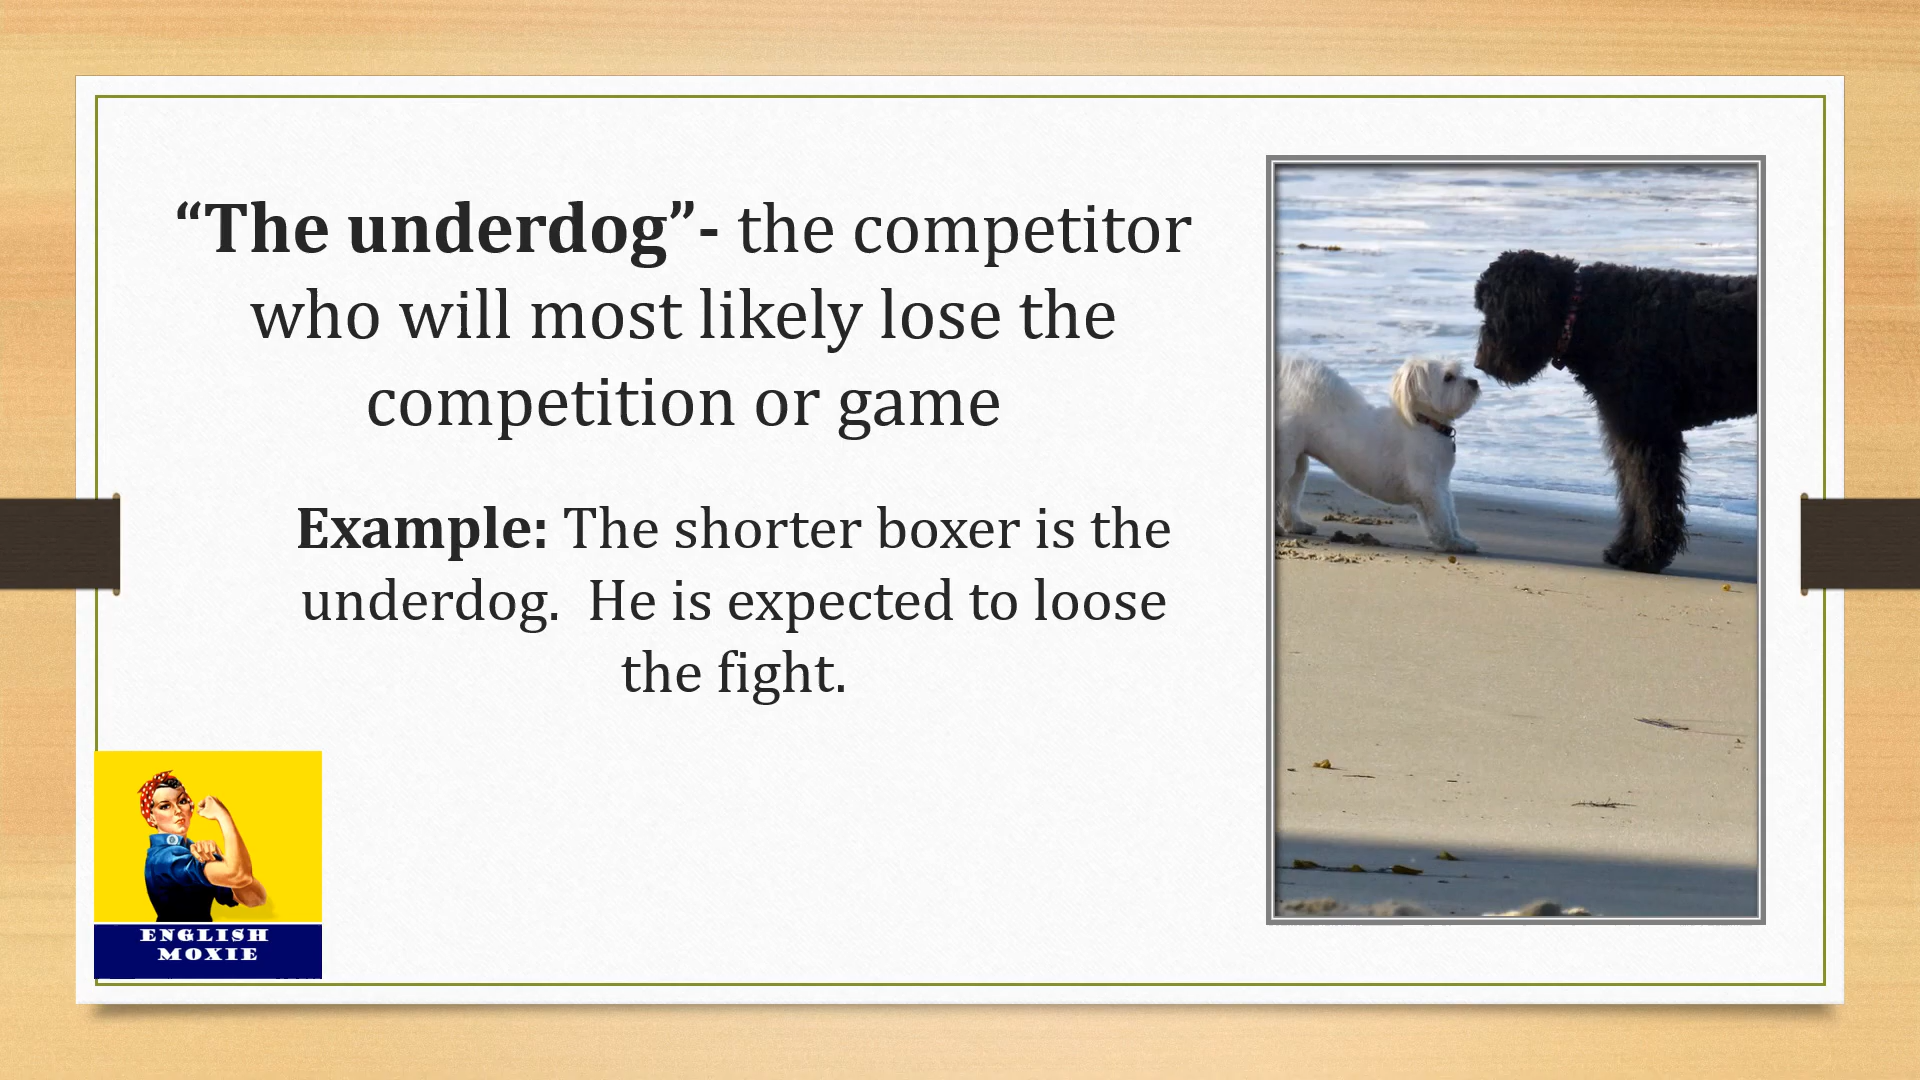 “The underdog”- the competitor
who will most likely lose the
competition or game
Example: The shorter boxer is the
underdog.  He is expected to loose
the fight.
ENGLISH
MOXIE